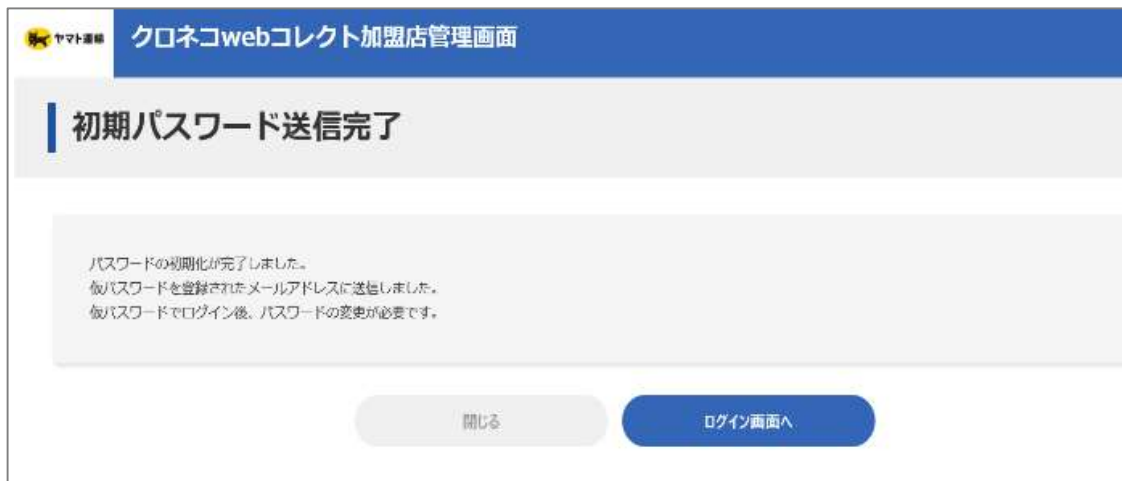 ヤマト運輸
クロネコwebコレクト加盟店管理画面
初期パスワード送信完了
パスワードの初期化が完了しました。
仮パスワードを登録されたメールアドレスに送信しました。
仮パスワードでログイン後、パスワードの変更が必要です。
閉じる
ログイン画面へ